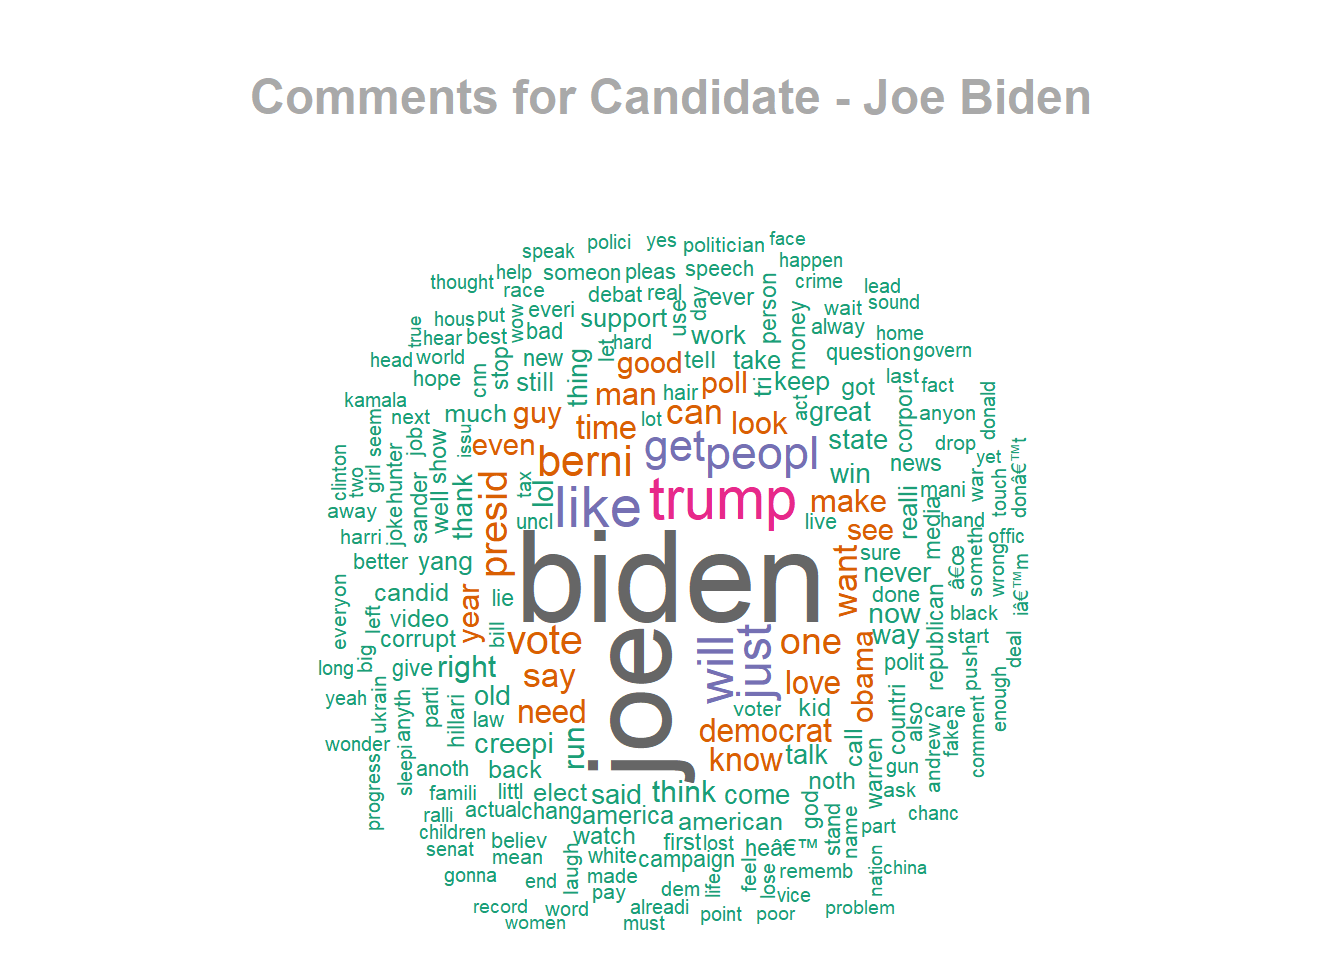 Comments for Candidate - Joe Biden
speak polici yes politician face
thought help someon pleas speech happen
race debat real day ever person crime lead
true hous put wow everi support use work money wait sound
hear best bad hard let alway home
head world cnn stop new thing good tell take question govern
hope still man hair poll tri keep got last fact
kamala next much guy time lot can look act great corpor anyon donald
clinton two girl seem job show issu even berni get peopl state drop
away joke hunter sander well thank presid tax lol like trump win news yet
harri uncl live make realli mani war touch donâ€™t
better yang biden see media hand offic
everyon candid year lie want sure never â€œ someth wrong iâ€™m
left video bill done now republican black
big corrupt vote joe will just one obama way start
long give right say love polit push deal
yeah ukrain anyth parti old need voter kid countri also care enough
wonder hillari law democrat call fake comment
sleepi creepi run know talk warren andrew
progress anoth back noth gun
famili littl elect said think come god ask
ralli actual chang america american stand name part chanc
children believ watch first lost heâ€™
senat mean laugh white campaign feel lose rememb nation china
gonna end made life
pay dem vice
record word alreadi point poor problem
women must